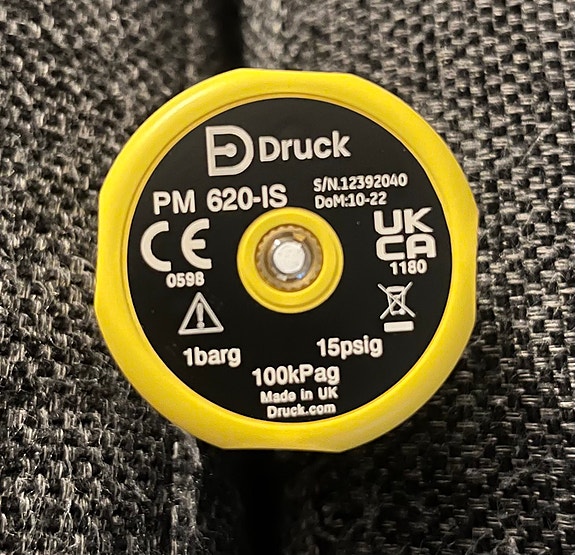 Druck
PM 620-IS
S/N.12392040
DoM:10-22
CE
0598
UK
CA
1180
1barg
15psig
100kPag
Made in UK
Druck.com